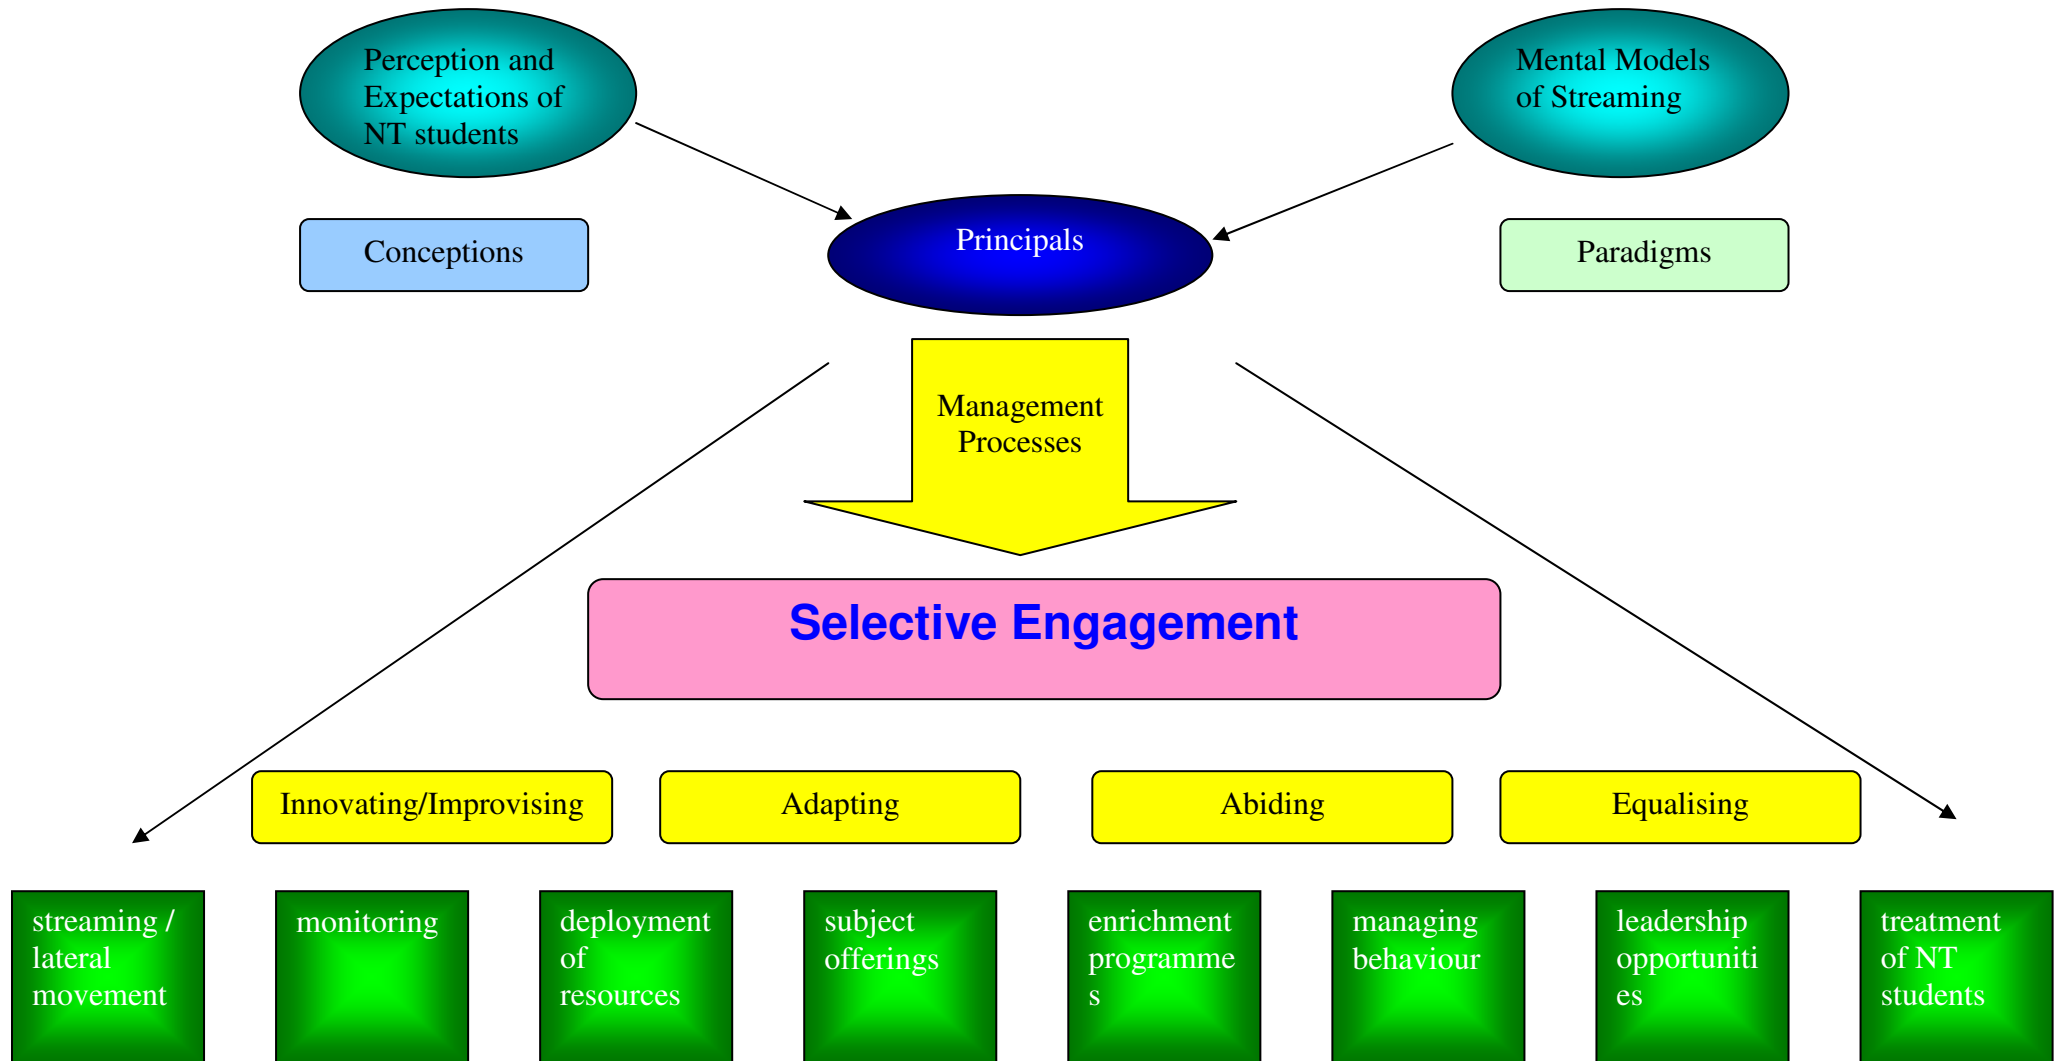 Perception and
Expectations of
NT students
Mental Models
of Streaming
Conceptions
Principals
Paradigms
Management
Processes
Selective Engagement
Innovating/Improvising
Adapting
Abiding
Equalising
streaming /
lateral
movement
monitoring
deployment
of
resources
subject
offerings
enrichment
programme
s
managing
behaviour
leadership
opportuniti
es
treatment
of NT
students